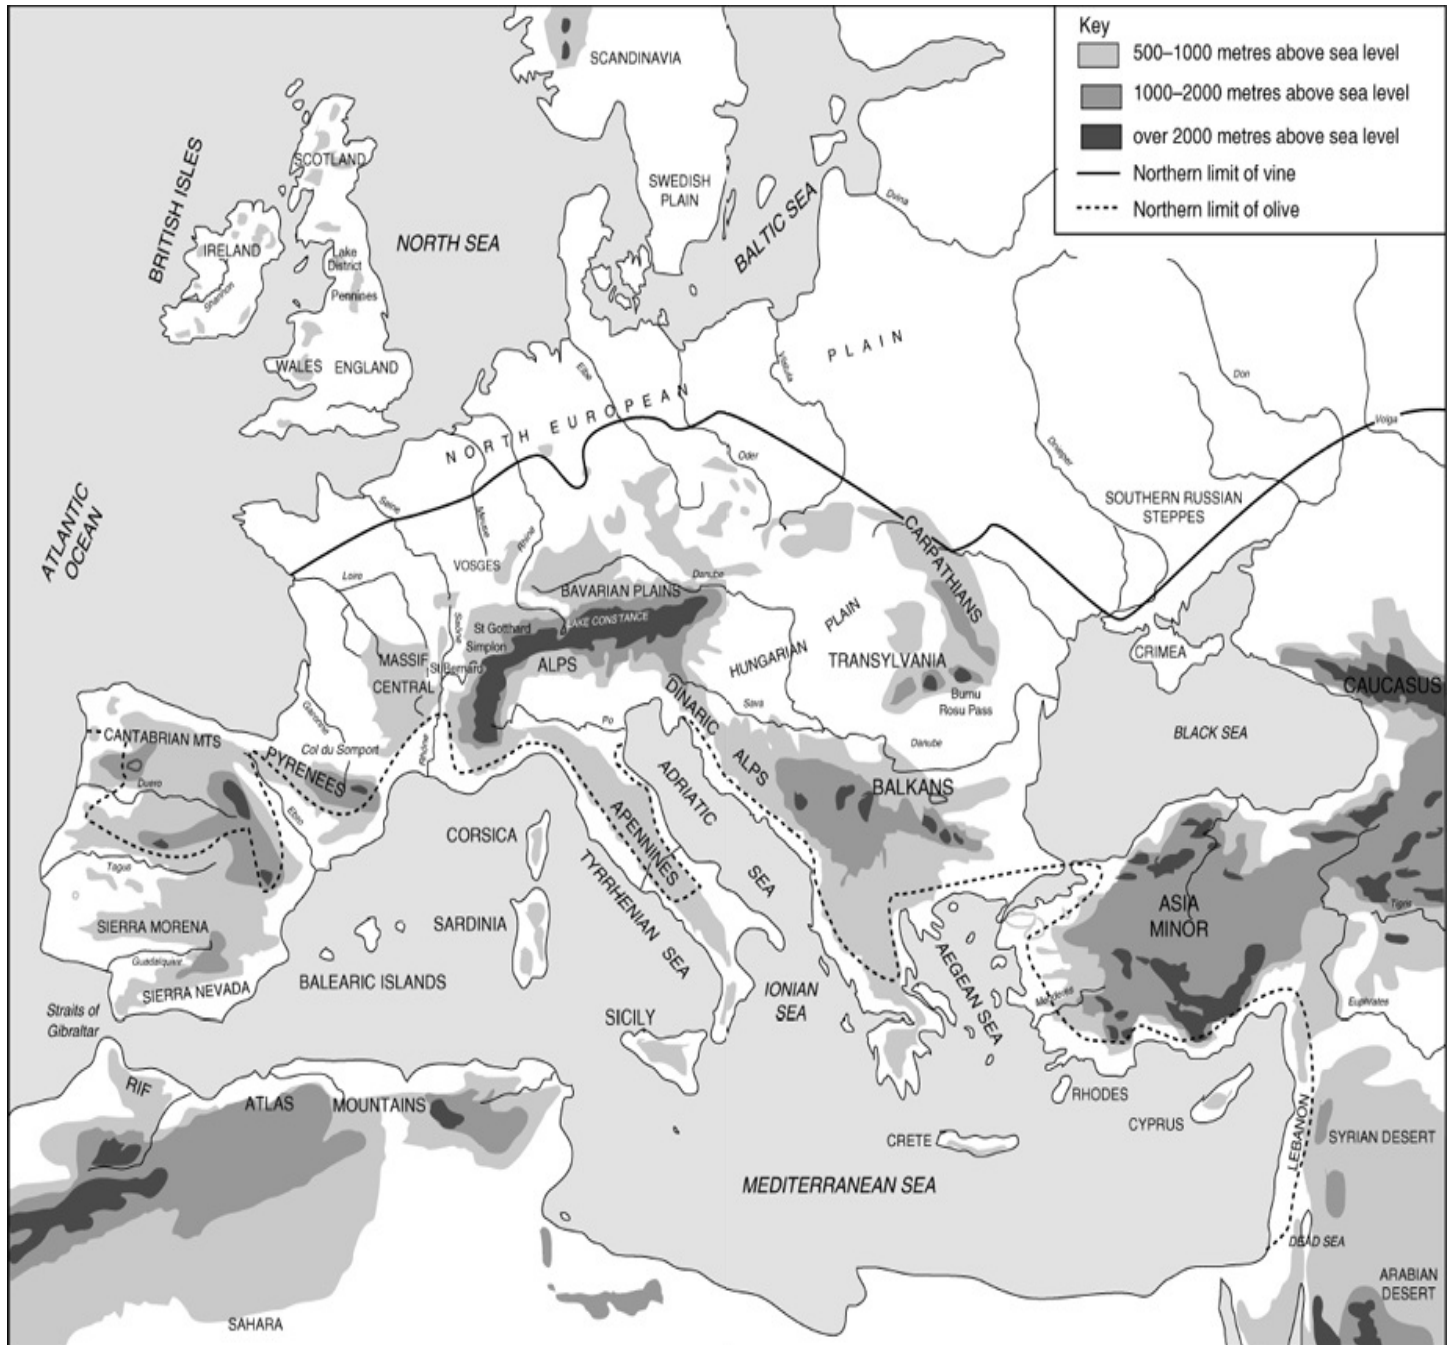 Key
500–1000 metres above sea level
1000–2000 metres above sea level
over 2000 metres above sea level
Northern limit of vine
Northern limit of olive
SCANDINAVIA
SCOTLAND
BRITISH ISLES
SWEDISH
PLAIN
BALTIC SEA
Dvina
IRELAND
Shannon
Lake
District
Pennines
NORTH SEA
WALES
ENGLAND
Elbe
Vistula
NORTH EUROPEAN
PLAIN
Don
Volga
Dnieper
Oder
ATLANTIC
OCEAN
Seine
Meuse
Rhine
SOUTHERN RUSSIAN
STEPPES
CARPATHIANS
VOSGES
Loire
BAVARIAN PLAINS
Danube
LAKE CONSTANCE
Saône
St Gotthard
Simplon
St Bernard
ALPS
MASSIF
CENTRAL
HUNGARIAN
PLAIN
TRANSYLVANIA
Burnu
Rosu Pass
CRIMEA
CAUCASUS
DINARIC
ALPS
Sava
Po
Garonne
Rhône
Col du Somport
CANTABRIAN MTS
PYRENEES
Duero
Ebro
Danube
BALKANS
BLACK SEA
ADRIATIC
SEA
APENNINES
CORSICA
TYRRHENIAN SEA
Tagus
SIERRA MORENA
SARDINIA
Guadalquivir
SIERRA NEVADA
BALEARIC ISLANDS
Straits of
Gibraltar
SICILY
IONIAN
SEA
AEGEAN SEA
ASIA
MINOR
Tigris
Menderes
Euphrates
RIF
ATLAS
MOUNTAINS
RHODES
CYPRUS
CRETE
LEBANON
SYRIAN DESERT
MEDITERRANEAN SEA
DEAD SEA
ARABIAN
DESERT
SAHARA